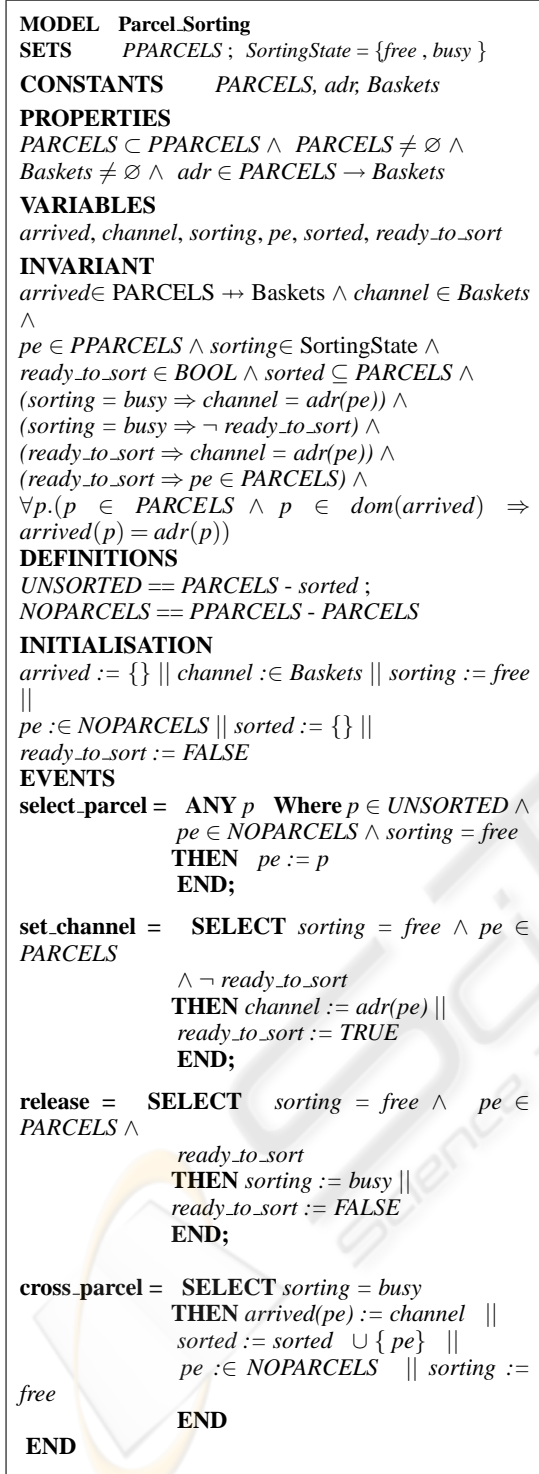 MODEL Parcel_Sorting
SETS PPARCELS ; SortingState = {free , busy }
CONSTANTS PARCELS, adr, Baskets
PROPERTIES
PARCELS ⊂ PPARCELS ∧ PARCELS ≠ ∅ ∧
Baskets ≠ ∅ ∧ adr ∈ PARCELS → Baskets
VARIABLES
arrived, channel, sorting, pe, sorted, ready_to_sort
INVARIANT
arrived∈ PARCELS ⇸ Baskets ∧ channel ∈ Baskets
∧
pe ∈ PPARCELS ∧ sorting∈ SortingState ∧
ready_to_sort ∈ BOOL ∧ sorted ⊆ PARCELS ∧
(sorting = busy ⇒ channel = adr(pe)) ∧
(sorting = busy ⇒ ¬ ready_to_sort) ∧
(ready_to_sort ⇒ channel = adr(pe)) ∧
(ready_to_sort ⇒ pe ∈ PARCELS) ∧
∀p.(p ∈ PARCELS ∧ p ∈ dom(arrived) ⇒
arrived(p) = adr(p))
DEFINITIONS
UNSORTED == PARCELS - sorted ;
NOPARCELS == PPARCELS - PARCELS
INITIALISATION
arrived := {} || channel :∈ Baskets || sorting := free
||
pe :∈ NOPARCELS || sorted := {} ||
ready_to_sort := FALSE
EVENTS
select_parcel = ANY p Where p ∈ UNSORTED ∧
pe ∈ NOPARCELS ∧ sorting = free
THEN pe := p
END;
set_channel = SELECT sorting = free ∧ pe ∈
PARCELS
∧ ¬ ready_to_sort
THEN channel := adr(pe) ||
ready_to_sort := TRUE
END;
release = SELECT sorting = free ∧ pe ∈
PARCELS ∧
ready_to_sort
THEN sorting := busy ||
ready_to_sort := FALSE
END;
cross_parcel = SELECT sorting = busy
THEN arrived(pe) := channel ||
sorted := sorted ∪ { pe} ||
pe :∈ NOPARCELS || sorting :=
free
END
END